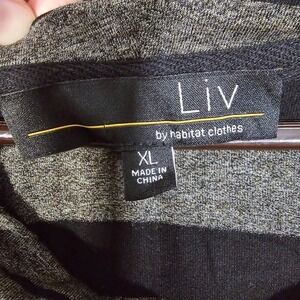 Liv
by habitat clothes
XL
MADE IN
CHINA